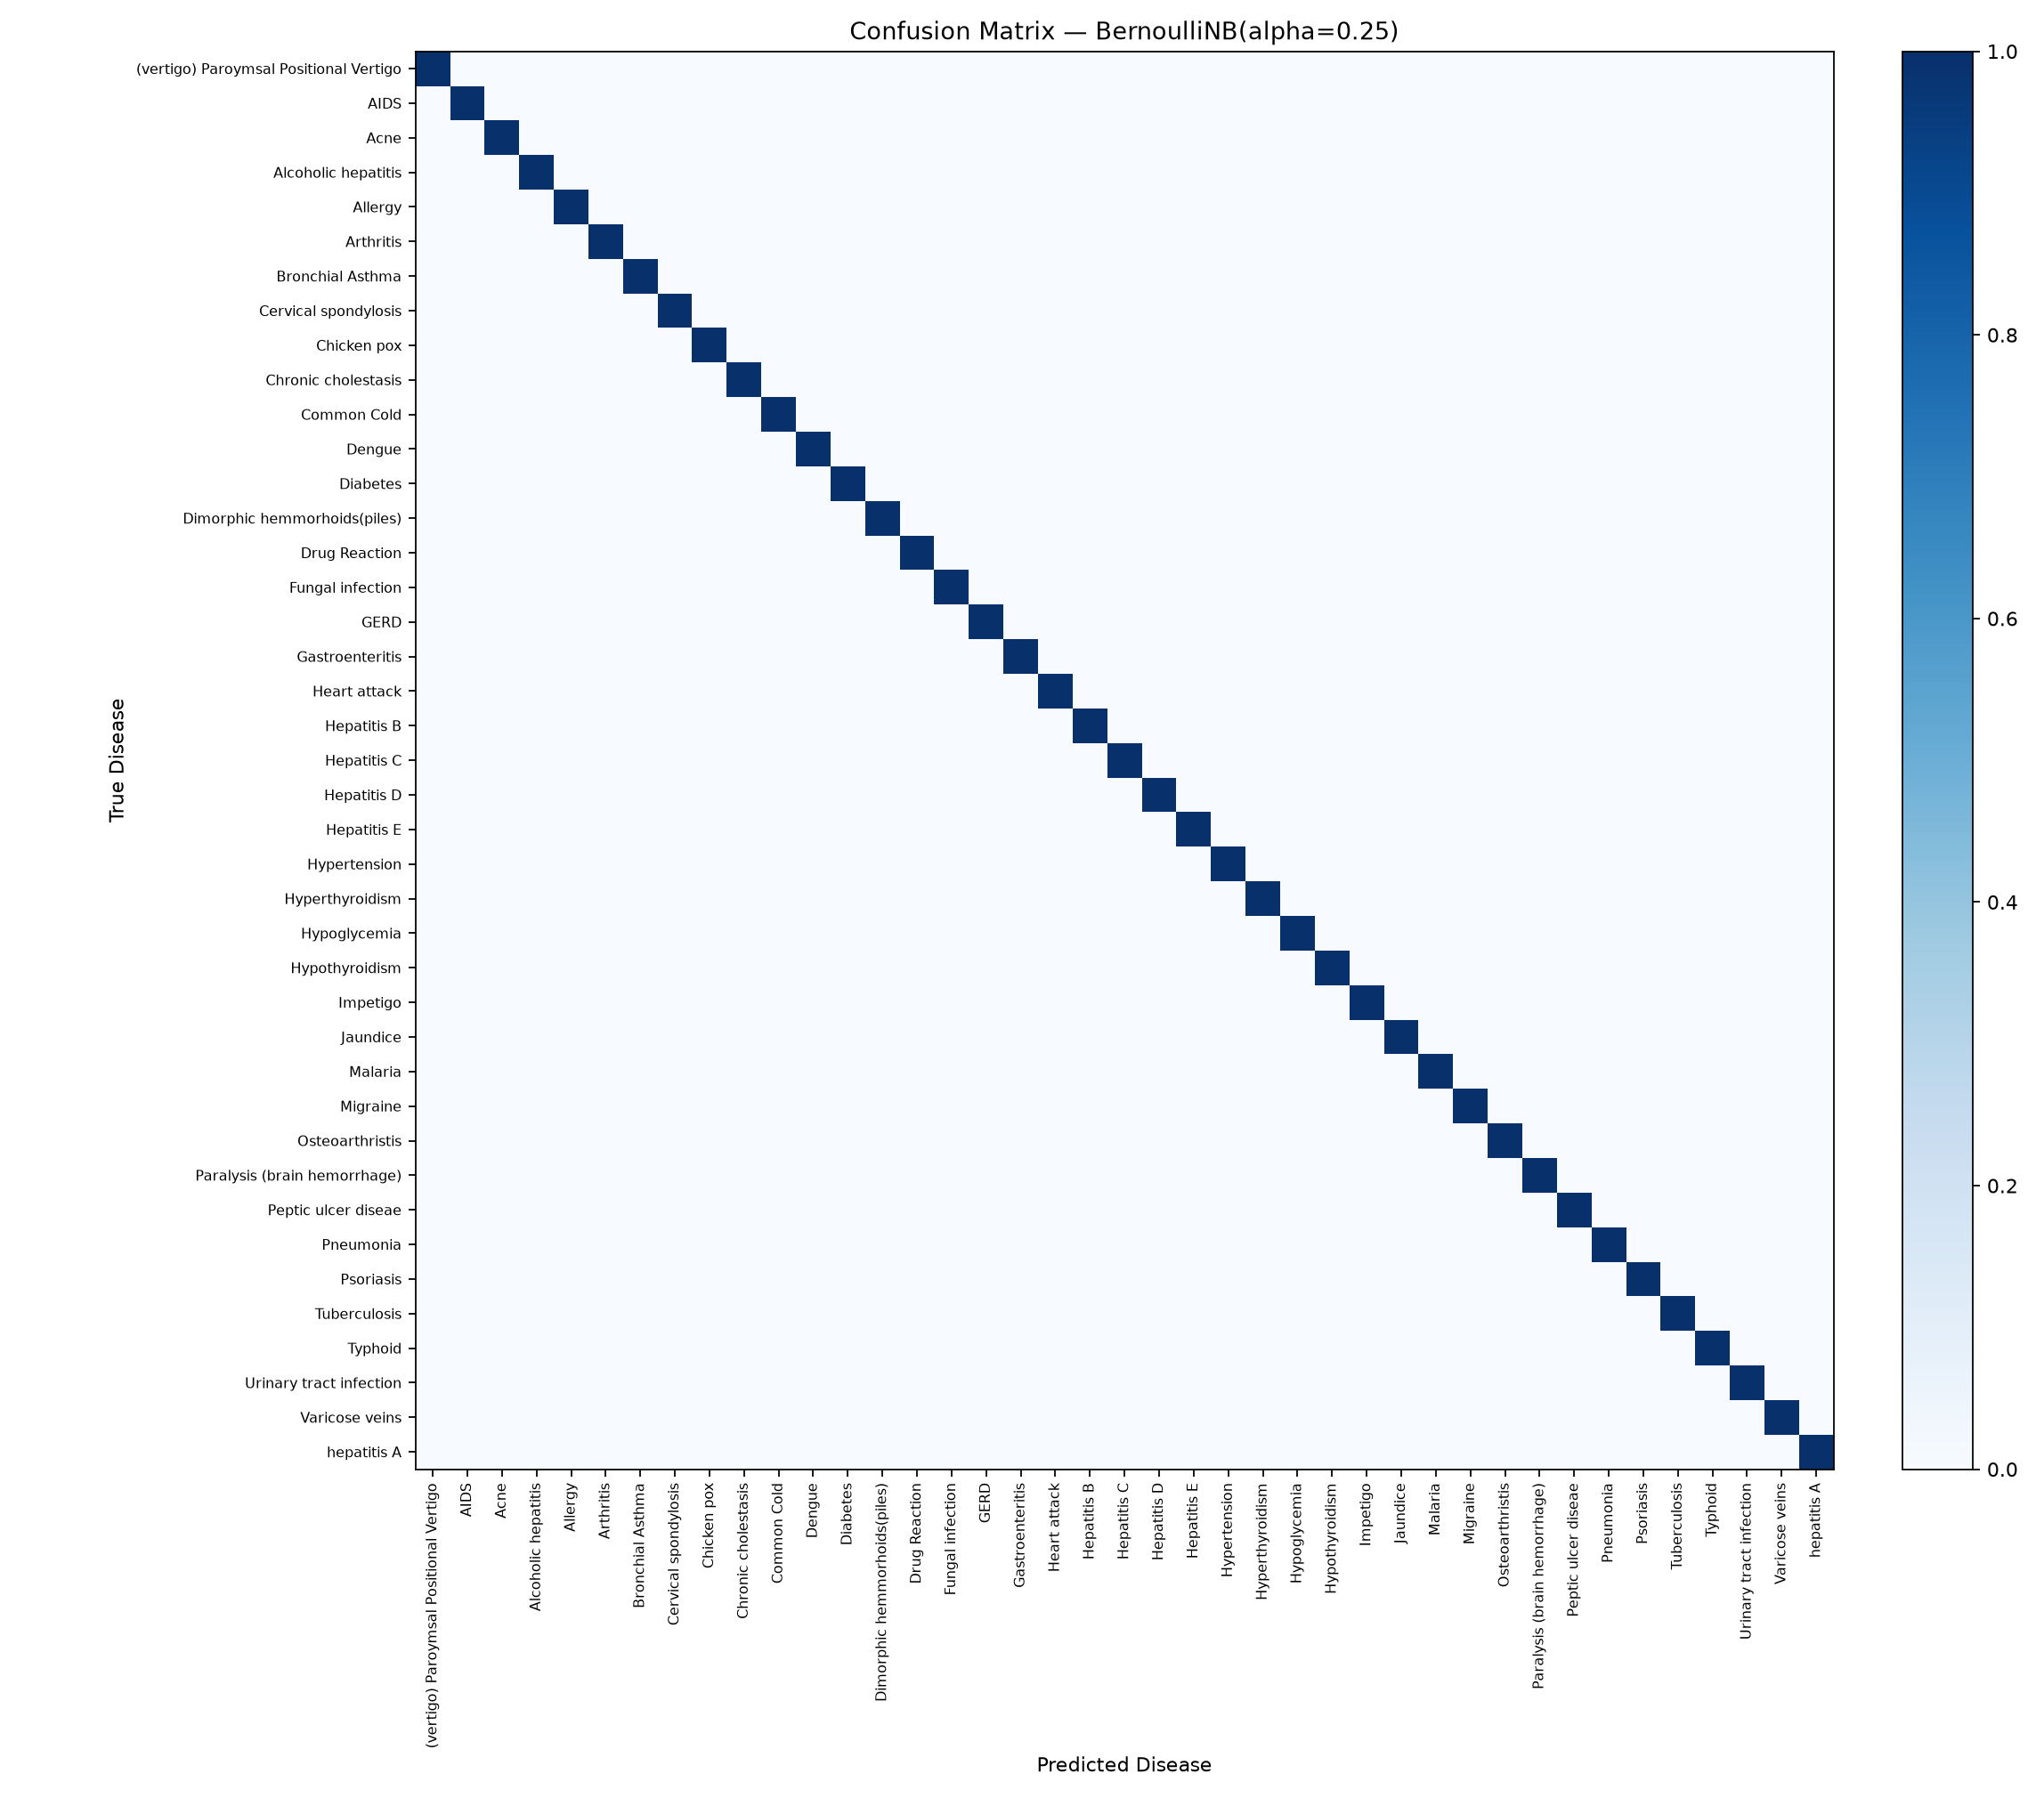 Confusion Matrix — BernoulliNB(alpha=0.25)
True Disease
(vertigo) Paroymsal Positional Vertigo
AIDS
Acne
Alcoholic hepatitis
Allergy
Arthritis
Bronchial Asthma
Cervical spondylosis
Chicken pox
Chronic cholestasis
Common Cold
Dengue
Diabetes
Dimorphic hemmorhoids(piles)
Drug Reaction
Fungal infection
GERD
Gastroenteritis
Heart attack
Hepatitis B
Hepatitis C
Hepatitis D
Hepatitis E
Hypertension
Hyperthyroidism
Hypoglycemia
Hypothyroidism
Impetigo
Jaundice
Malaria
Migraine
Osteoarthristis
Paralysis (brain hemorrhage)
Peptic ulcer diseae
Pneumonia
Psoriasis
Tuberculosis
Typhoid
Urinary tract infection
Varicose veins
hepatitis A
(vertigo) Paroymsal Positional Vertigo
AIDS
Acne
Alcoholic hepatitis
Allergy
Arthritis
Bronchial Asthma
Cervical spondylosis
Chicken pox
Chronic cholestasis
Common Cold
Dengue
Diabetes
Dimorphic hemmorhoids(piles)
Drug Reaction
Fungal infection
GERD
Gastroenteritis
Heart attack
Hepatitis B
Hepatitis C
Hepatitis D
Hepatitis E
Hypertension
Hyperthyroidism
Hypoglycemia
Hypothyroidism
Impetigo
Jaundice
Malaria
Migraine
Osteoarthristis
Paralysis (brain hemorrhage)
Peptic ulcer diseae
Pneumonia
Psoriasis
Tuberculosis
Typhoid
Urinary tract infection
Varicose veins
hepatitis A
Predicted Disease
1.0
0.8
0.6
0.4
0.2
0.0